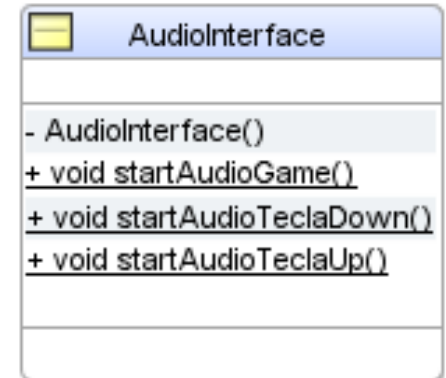 AudioInterface
- AudioInterface()
+ void startAudioGame()
+ void startAudioTeclaDown()
+ void startAudioTeclaUp()